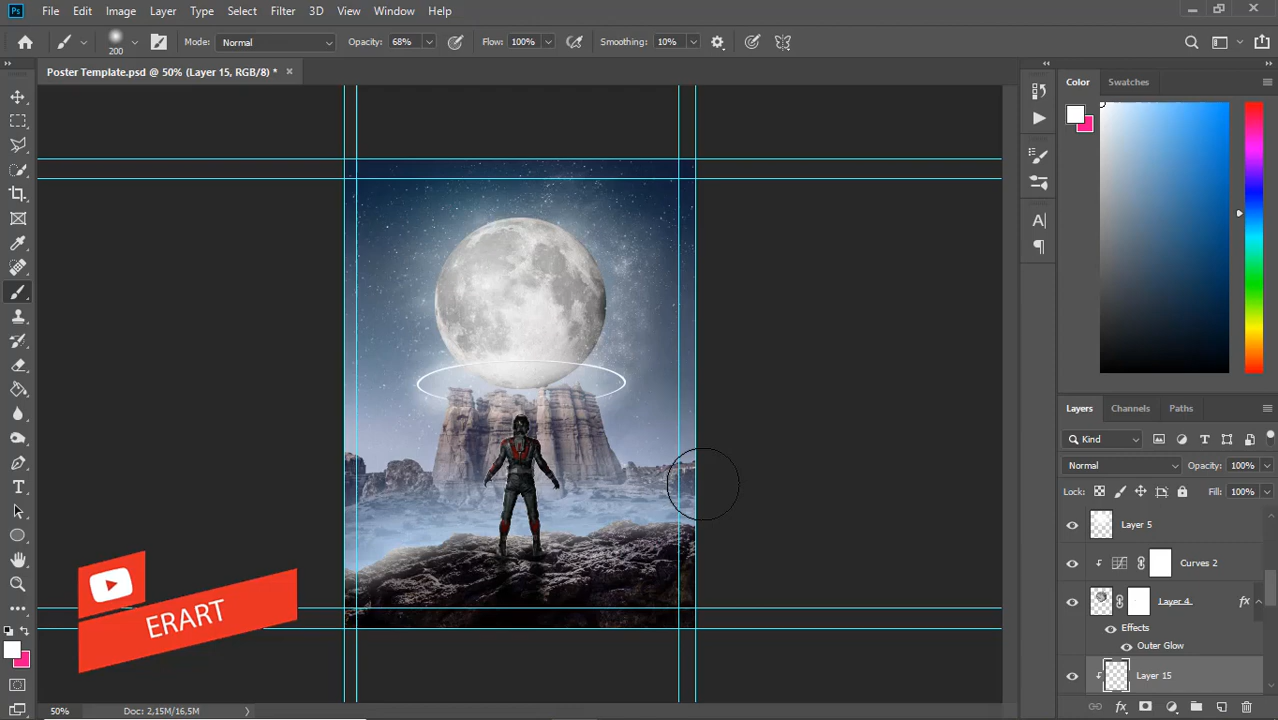 Ps File Edit Image Layer Type Select Filter 3D View Window Help
200 Mode: Normal Opacity: 68% Flow: 100% Smoothing: 10%
Poster Template.psd @ 50% (Layer 15, RGB/8) *
Color Swatches
Layers Channels Paths
Kind
Normal Opacity: 100%
Lock: Fill: 100%
Layer 5
Curves 2
Layer 4 fx
Effects
Outer Glow
Layer 15
ERART
50% Doc: 2,15M/16,5M
fx